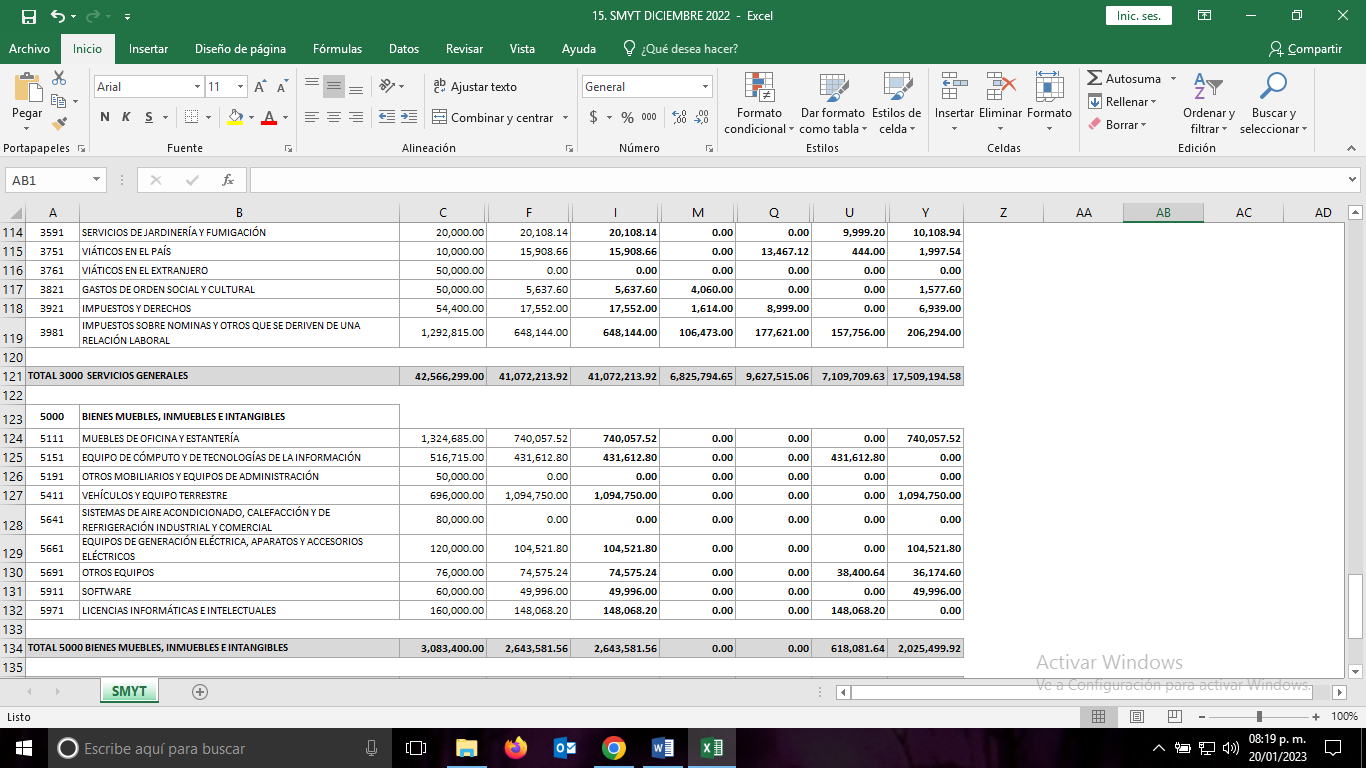 15. SMYT DICIEMBRE 2022 - Excel
Inic. ses.
Archivo Inicio Insertar Diseño de página Fórmulas Datos Revisar Vista Ayuda ¿Qué desea hacer? Compartir
Pegar
Arial 11
N K S
Ajustar texto
Combinar y centrar
General
$ % 000
Formato condicional
Dar formato como tabla
Estilos de celda
Insertar Eliminar Formato
Autosuma
Rellenar
Borrar
Ordenar y filtrar
Buscar y seleccionar
Portapapeles Fuente Alineación Número Estilos Celdas Edición
AB1 fx
A B C F I M Q U Y Z AA AB AC AD
114 3591 SERVICIOS DE JARDINERÍA Y FUMIGACIÓN 20,000.00 20,108.14 20,108.14 0.00 0.00 9,999.20 10,108.94
115 3751 VIÁTICOS EN EL PAÍS 10,000.00 15,908.66 15,908.66 0.00 13,467.12 444.00 1,997.54
116 3761 VIÁTICOS EN EL EXTRANJERO 50,000.00 0.00 0.00 0.00 0.00 0.00 0.00
117 3821 GASTOS DE ORDEN SOCIAL Y CULTURAL 50,000.00 5,637.60 5,637.60 4,060.00 0.00 0.00 1,577.60
118 3921 IMPUESTOS Y DERECHOS 54,400.00 17,552.00 17,552.00 1,614.00 8,999.00 0.00 6,939.00
119 3981 IMPUESTOS SOBRE NOMINAS Y OTROS QUE SE DERIVEN DE UNA
RELACIÓN LABORAL 1,292,815.00 648,144.00 648,144.00 106,473.00 177,621.00 157,756.00 206,294.00
120
121 TOTAL 3000 SERVICIOS GENERALES 42,566,299.00 41,072,213.92 41,072,213.92 6,825,794.65 9,627,515.06 7,109,709.63 17,509,194.58
122
123 5000 BIENES MUEBLES, INMUEBLES E INTANGIBLES
124 5111 MUEBLES DE OFICINA Y ESTANTERÍA 1,324,685.00 740,057.52 740,057.52 0.00 0.00 0.00 740,057.52
125 5151 EQUIPO DE CÓMPUTO Y DE TECNOLOGÍAS DE LA INFORMACIÓN 516,715.00 431,612.80 431,612.80 0.00 0.00 431,612.80 0.00
126 5191 OTROS MOBILIARIOS Y EQUIPOS DE ADMINISTRACIÓN 50,000.00 0.00 0.00 0.00 0.00 0.00 0.00
127 5411 VEHÍCULOS Y EQUIPO TERRESTRE 696,000.00 1,094,750.00 1,094,750.00 0.00 0.00 0.00 1,094,750.00
128 5641 SISTEMAS DE AIRE ACONDICIONADO, CALEFACCIÓN Y DE
REFRIGERACIÓN INDUSTRIAL Y COMERCIAL 80,000.00 0.00 0.00 0.00 0.00 0.00 0.00
129 5661 EQUIPOS DE GENERACIÓN ELÉCTRICA, APARATOS Y ACCESORIOS
ELÉCTRICOS 120,000.00 104,521.80 104,521.80 0.00 0.00 0.00 104,521.80
130 5691 OTROS EQUIPOS 76,000.00 74,575.24 74,575.24 0.00 0.00 38,400.64 36,174.60
131 5911 SOFTWARE 60,000.00 49,996.00 49,996.00 0.00 0.00 0.00 49,996.00
132 5971 LICENCIAS INFORMÁTICAS E INTELECTUALES 160,000.00 148,068.20 148,068.20 0.00 0.00 148,068.20 0.00
133
134 TOTAL 5000 BIENES MUEBLES, INMUEBLES E INTANGIBLES 3,083,400.00 2,643,581.56 2,643,581.56 0.00 0.00 618,081.64 2,025,499.92
135
Activar Windows
Ve a Configuración para activar Windows.
SMYT
Listo 100%
Escribe aquí para buscar
08:19 p. m.
20/01/2023